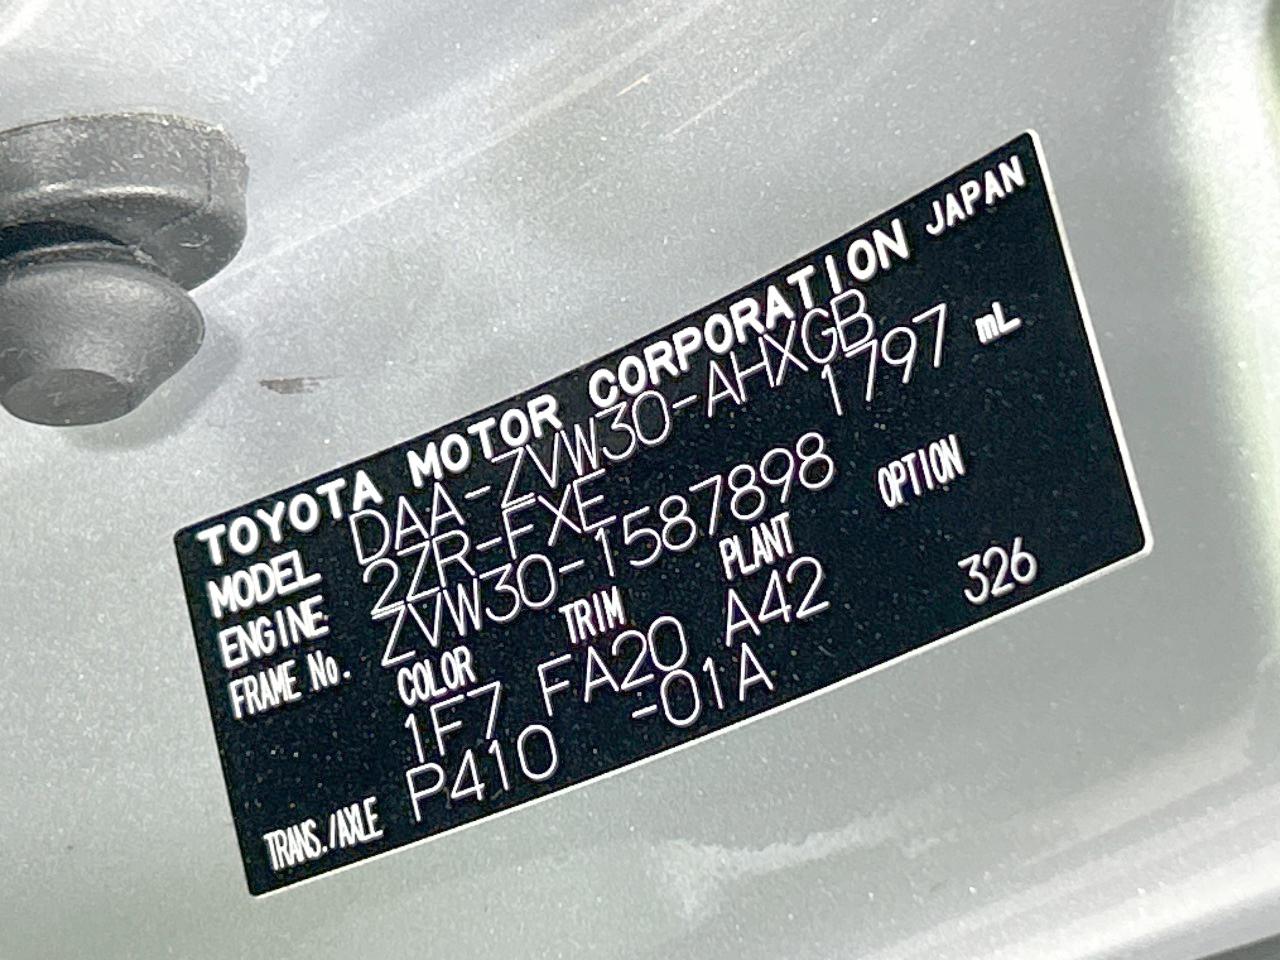 TOYOTA MOTOR CORPORATION JAPAN
MODEL DAA-ZVW30-AHXGB
ENGINE 2ZR-FXE 1797 mL
FRAME No. ZVW30-1587898
COLOR TRIM PLANT OPTION
1F7 FA20 A42 326
TRANS./AXLE P410 -01A